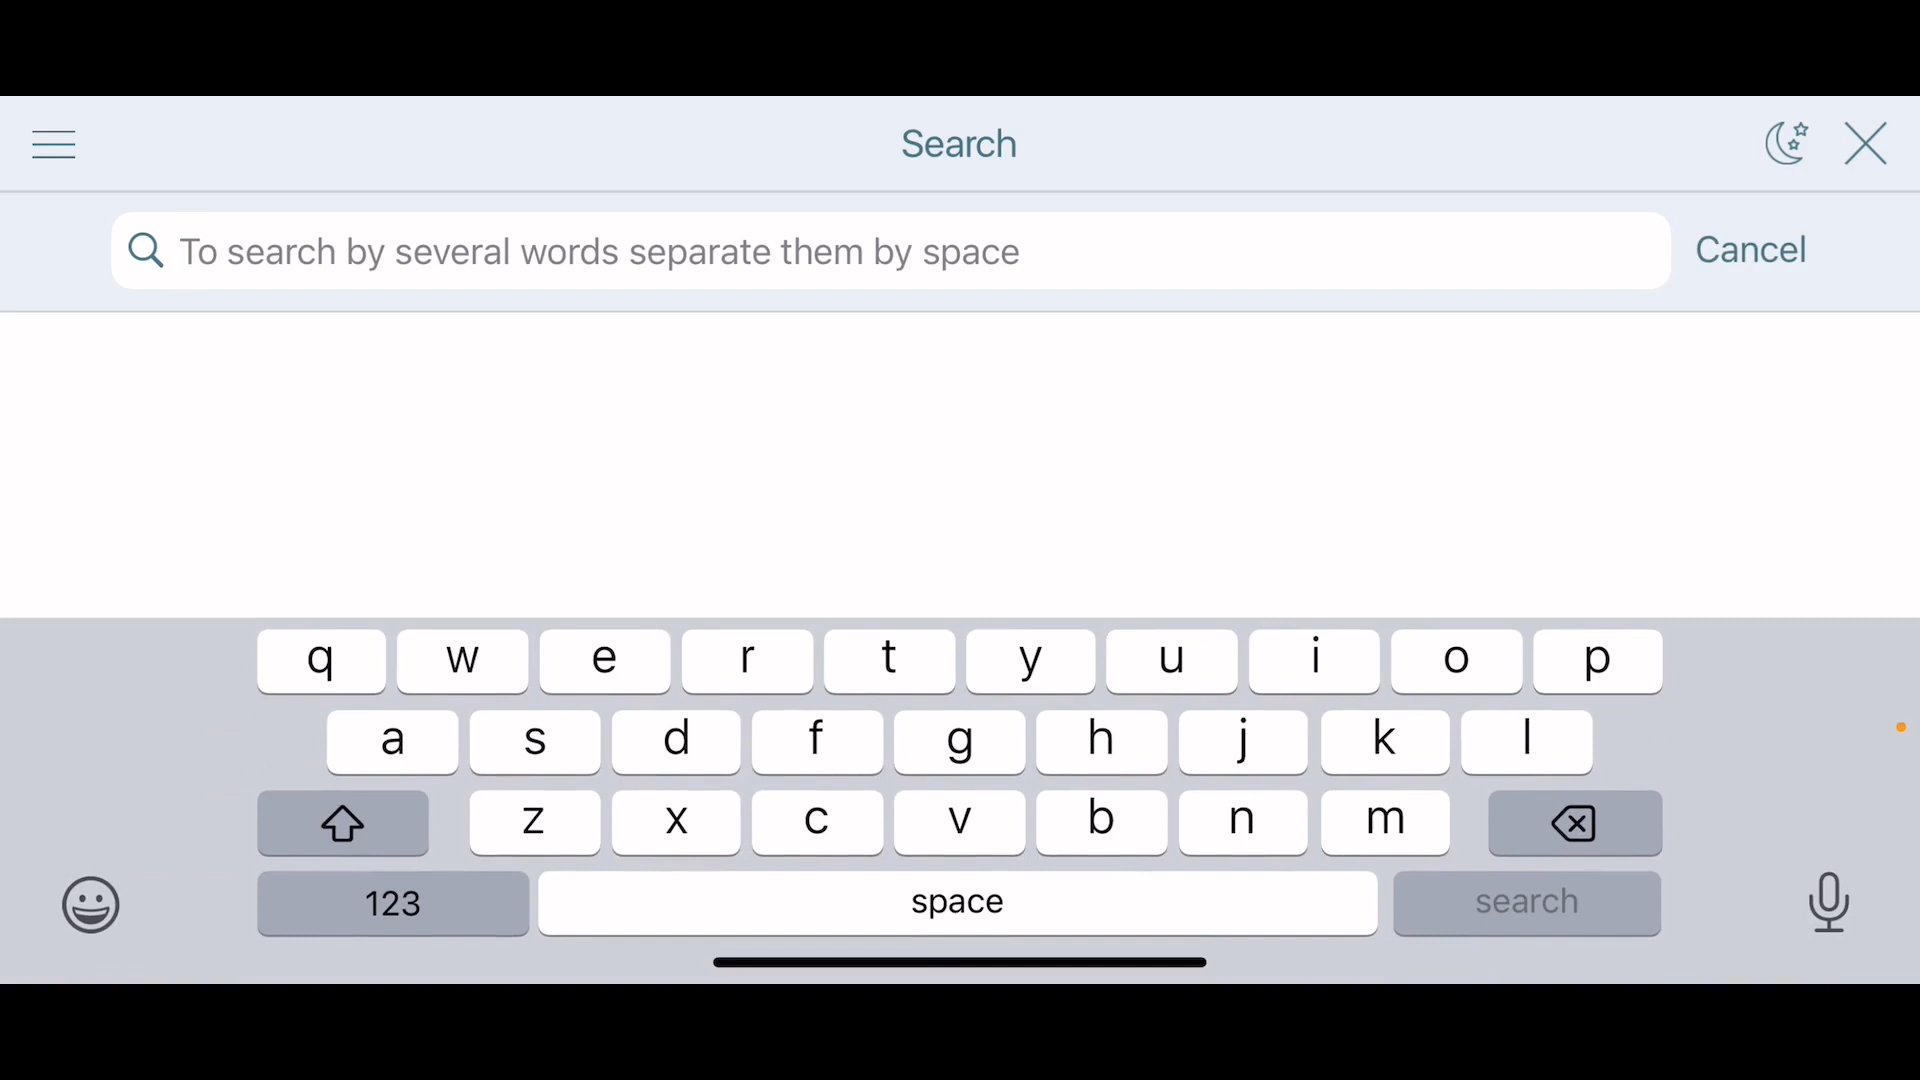 Search
To search by several words separate them by space
Cancel
q w e r t y u i o p
a s d f g h j k l
z x c v b n m
123 space search